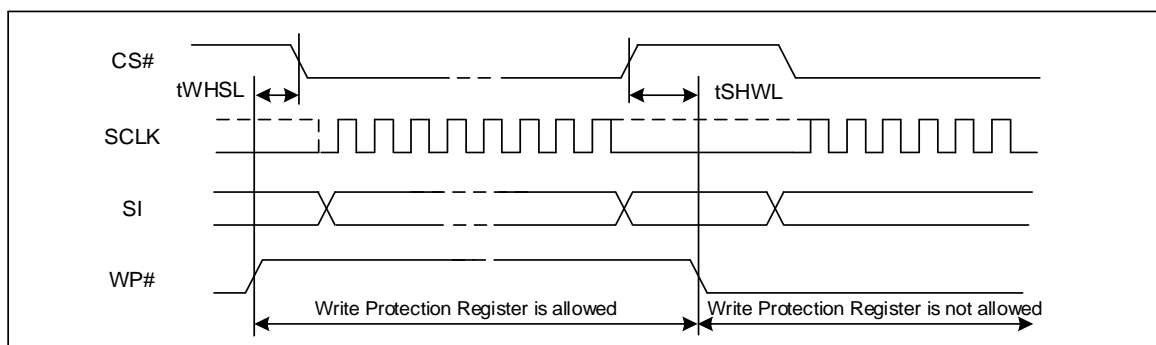 CS#
tWHSL
tSHWL
SCLK
SI
WP#
Write Protection Register is allowed
Write Protection Register is not allowed